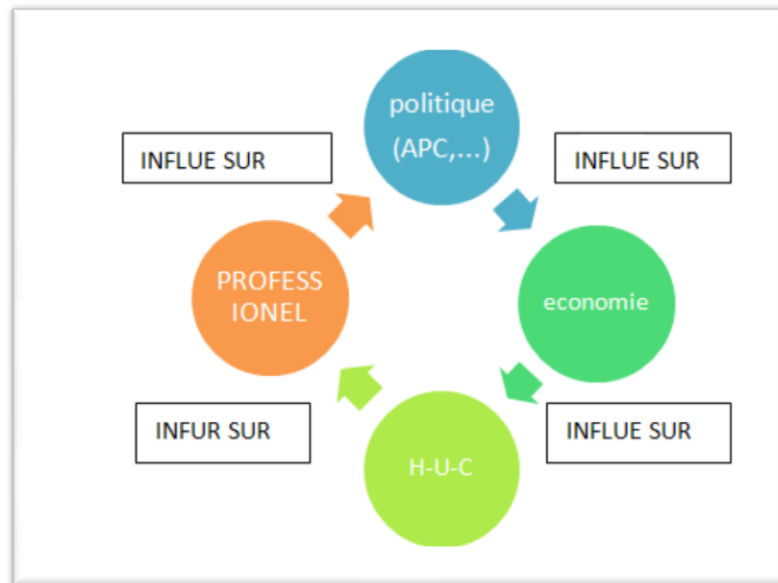 politique
(APC,...)
INFLUE SUR
INFLUE SUR
PROFESS
IONEL
economie
INFUR SUR
INFLUE SUR
H-U-C